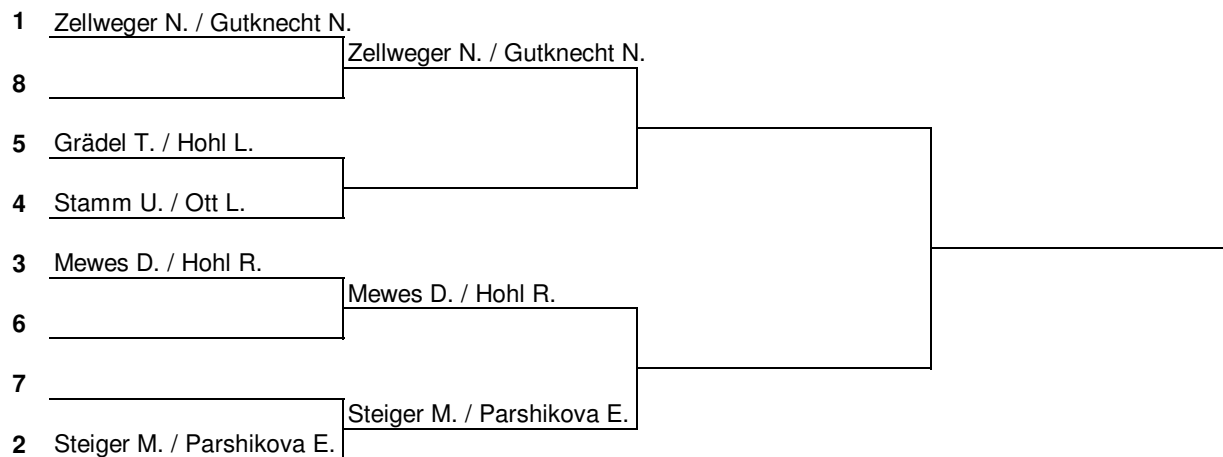 1 Zellweger N. / Gutknecht N.
Zellweger N. / Gutknecht N.
8
5 Grädel T. / Hohl L.
4 Stamm U. / Ott L.
3 Mewes D. / Hohl R.
Mewes D. / Hohl R.
6
7
Steiger M. / Parshikova E.
2 Steiger M. / Parshikova E.